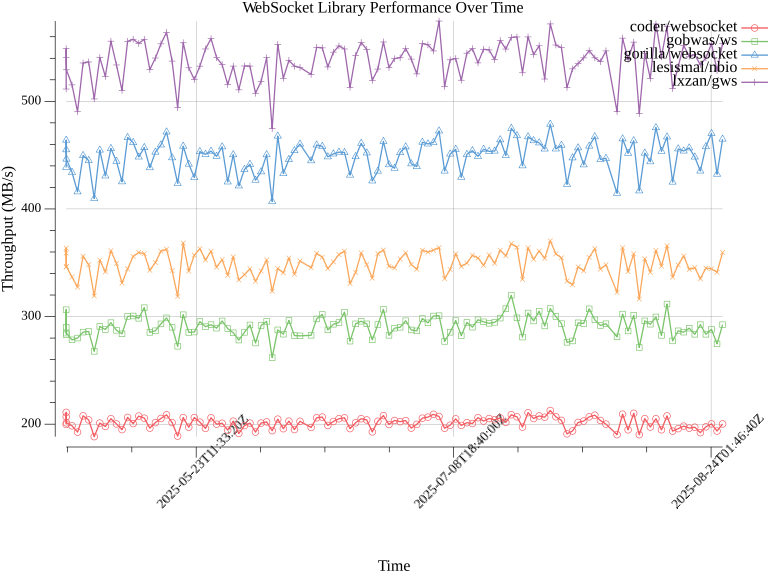 WebSocket Library Performance Over Time
coder/websocket
gobwas/ws
gorilla/websocket
lesismal/nbio
lxzan/gws
Throughput (MB/s)
500
400
300
200
2025-05-23T11:33:20Z
2025-07-08T18:40:00Z
2025-08-24T01:46:40Z
Time